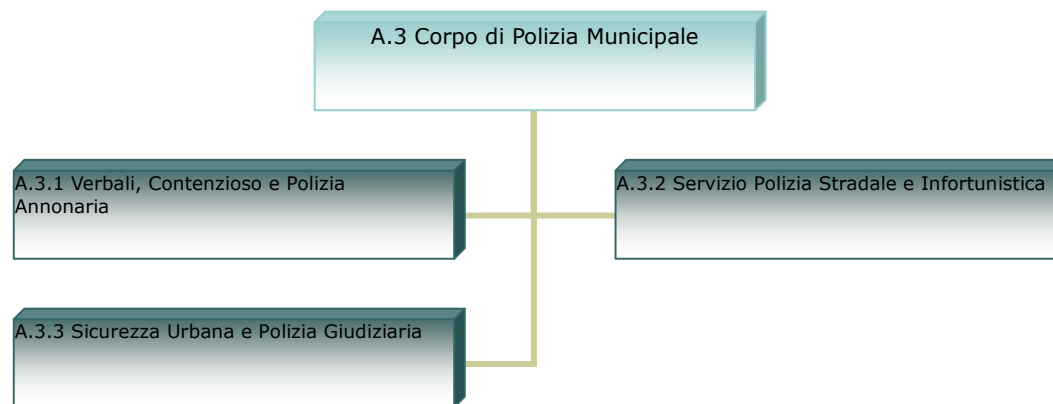 A.3 Corpo di Polizia Municipale
A.3.1 Verbali, Contenzioso e Polizia
Annonaria
A.3.2 Servizio Polizia Stradale e Infortunistica
A.3.3 Sicurezza Urbana e Polizia Giudiziaria